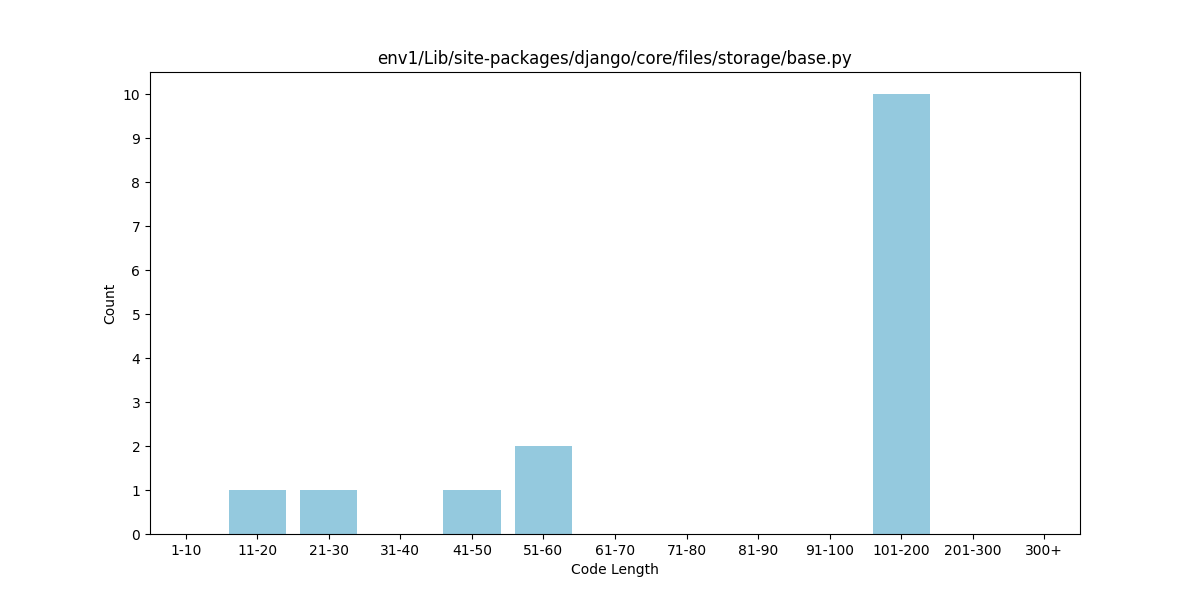 env1/Lib/site-packages/django/core/files/storage/base.py
10
9
8
7
6
5
4
3
2
1
0
Count
1-10 11-20 21-30 31-40 41-50 51-60 61-70 71-80 81-90 91-100 101-200 201-300 300+
Code Length